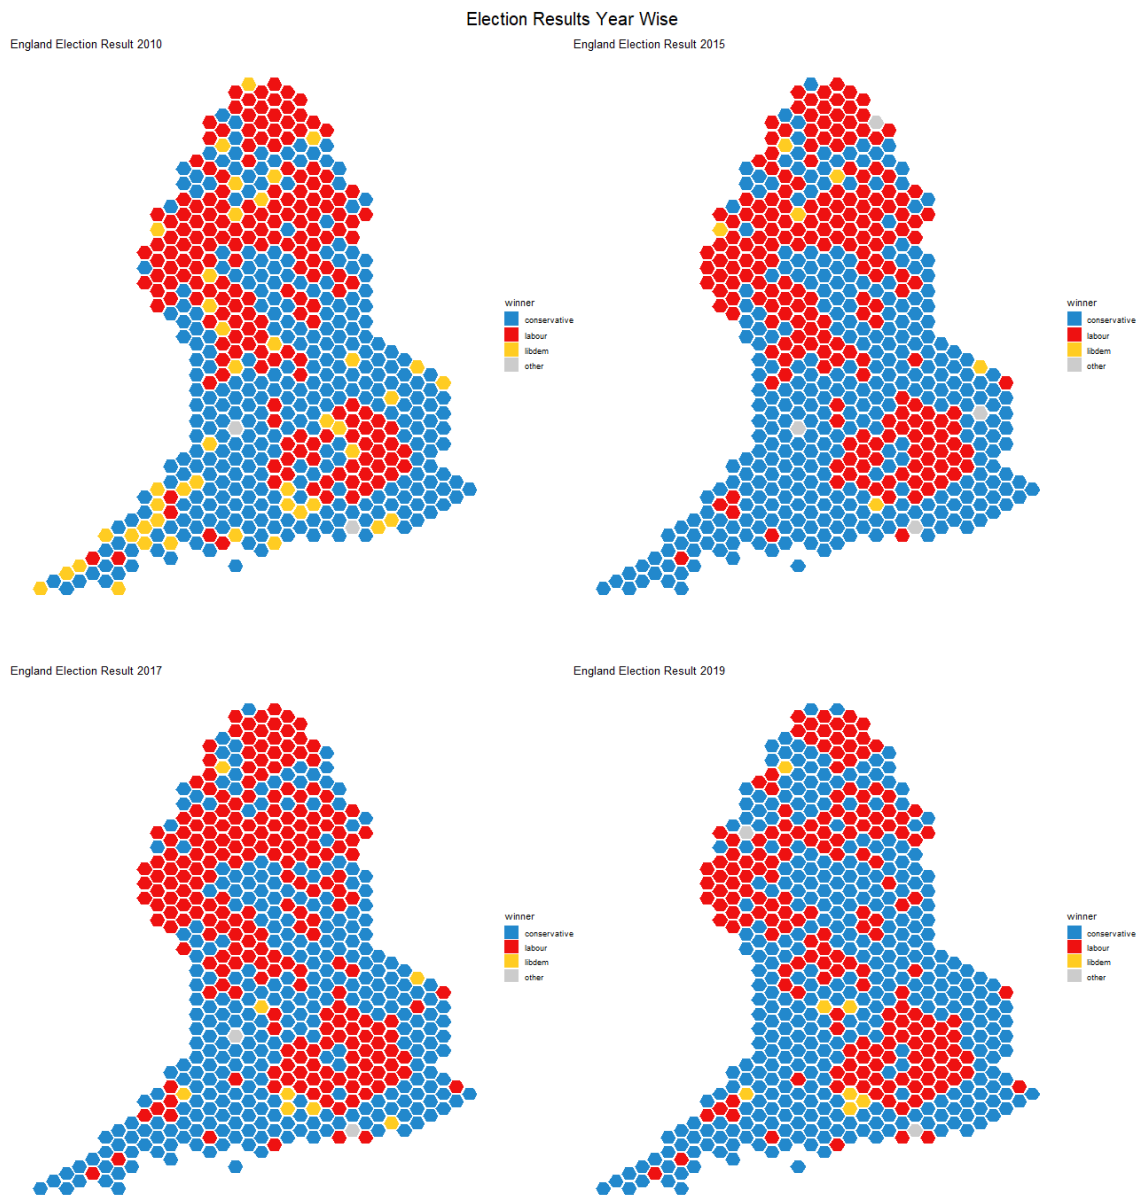 Election Results Year Wise
England Election Result 2010
England Election Result 2015
winner
conservative
labour
libdem
other
winner
conservative
labour
libdem
other
England Election Result 2017
England Election Result 2019
winner
conservative
labour
libdem
other
winner
conservative
labour
libdem
other